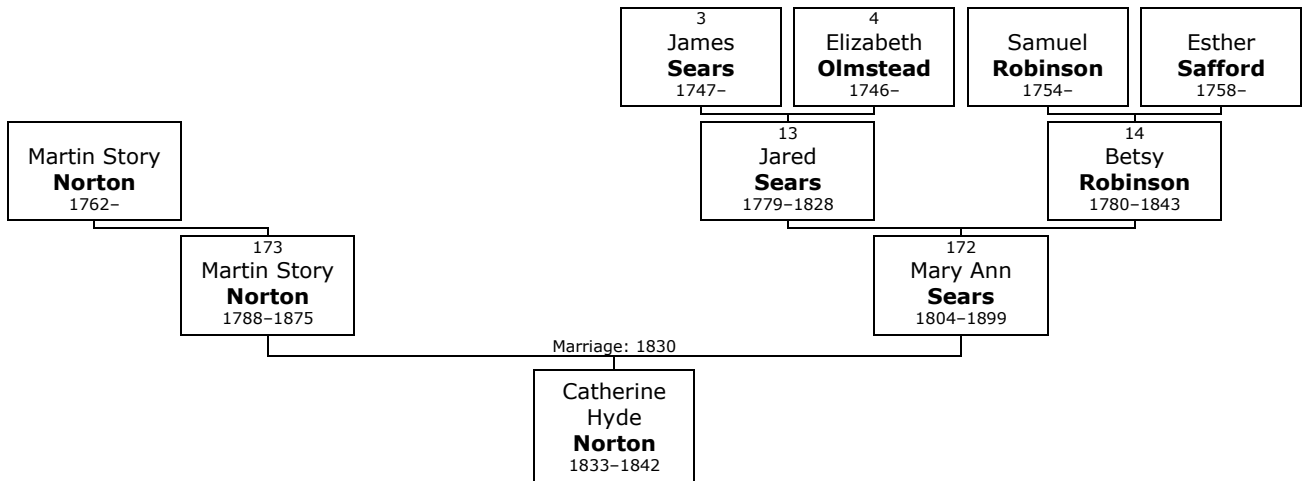 3
James
Sears
1747–
4
Elizabeth
Olmstead
1746–
Samuel
Robinson
1754–
Esther
Safford
1758–
Martin Story
Norton
1762–
13
Jared
Sears
1779–1828
14
Betsy
Robinson
1780–1843
173
Martin Story
Norton
1788–1875
172
Mary Ann
Sears
1804–1899
Marriage: 1830
Catherine
Hyde
Norton
1833–1842